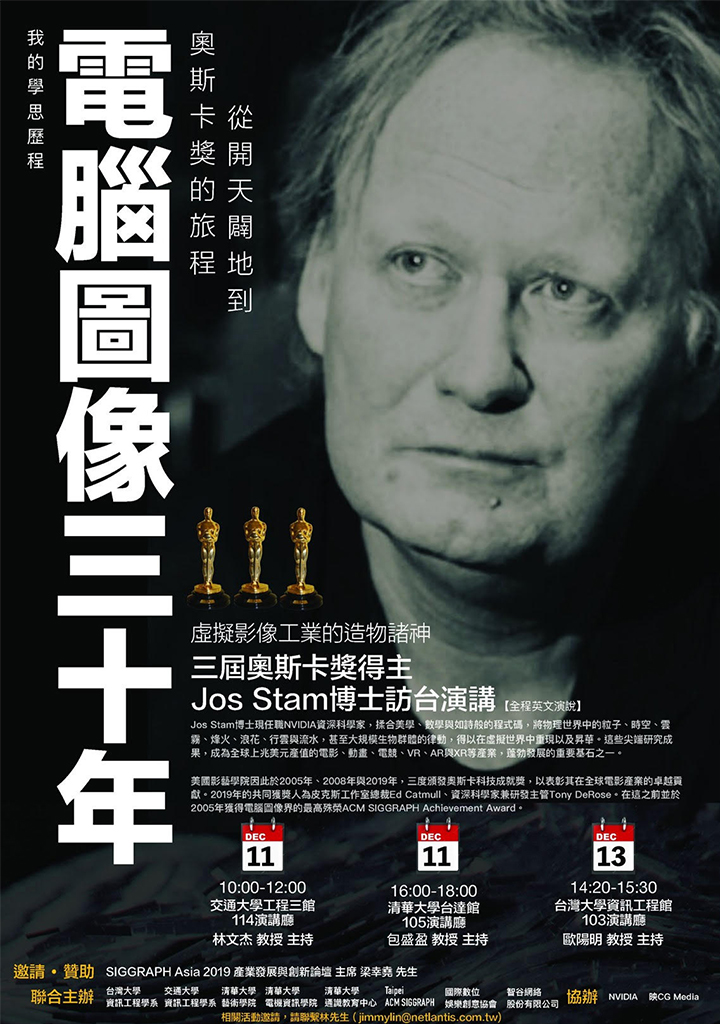 我的學思歷程
電腦圖像三十年
從開天闢地到
奧斯卡獎的旅程
虛擬影像工業的造物諸神
三屆奧斯卡獎得主
Jos Stam博士訪台演講【全程英文演說】
Jos Stam博士現任職NVIDIA資深科學家，揉合美學、數學與如詩般的程式碼，將物理世界中的粒子、時空、雲
霧、烽火、浪花、行雲與流水，甚至大規模生物群體的律動，得以在虛擬世界中重現以及昇華。這些尖端研究成
果，成為全球上兆美元產值的電影、動畫、電競、VR、AR與XR等產業，蓬勃發展的重要基石之一。
美國影藝學院因此於2005年、2008年與2019年，三度頒發奧斯卡科技成就獎，以表彰其在全球電影產業的卓越貢
獻。2019年的共同獲獎人為皮克斯工作室總裁Ed Catmull、資深科學家兼研發主管Tony DeRose。在這之前並於
2005年獲得電腦圖像界的最高殊榮ACM SIGGRAPH Achievement Award。
DEC
11
10:00-12:00
交通大學工程三館
114演講廳
林文杰 教授 主持
DEC
11
16:00-18:00
清華大學台達館
105演講廳
包盛盈 教授 主持
DEC
13
14:20-15:30
台灣大學資訊工程館
103演講廳
歐陽明 教授 主持
邀請・贊助 SIGGRAPH Asia 2019 產業發展與創新論壇 主席 梁幸堯 先生
聯合主辦
台灣大學
資訊工程學系
交通大學
資訊工程學系
清華大學
藝術學院
清華大學
電機資訊學院
清華大學
通識教育中心
Taipei
ACM SIGGRAPH
國際數位
娛樂創意協會
智谷網絡
股份有限公司
協辦 NVIDIA 映CG Media
相關活動邀請，請聯繫林先生 ( jimmylin@netlantis.com.tw)